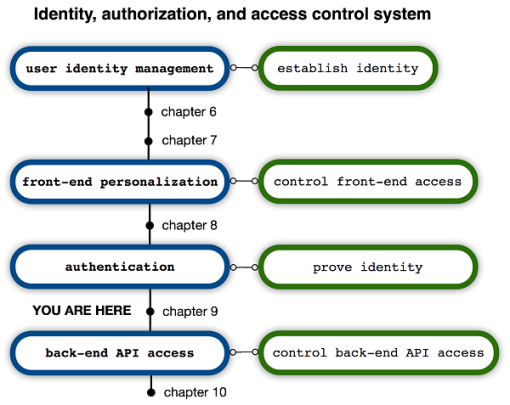 Identity, authorization, and access control system
user identity management
establish identity
chapter 6
chapter 7
front-end personalization
control front-end access
chapter 8
authentication
prove identity
YOU ARE HERE
chapter 9
back-end API access
control back-end API access
chapter 10